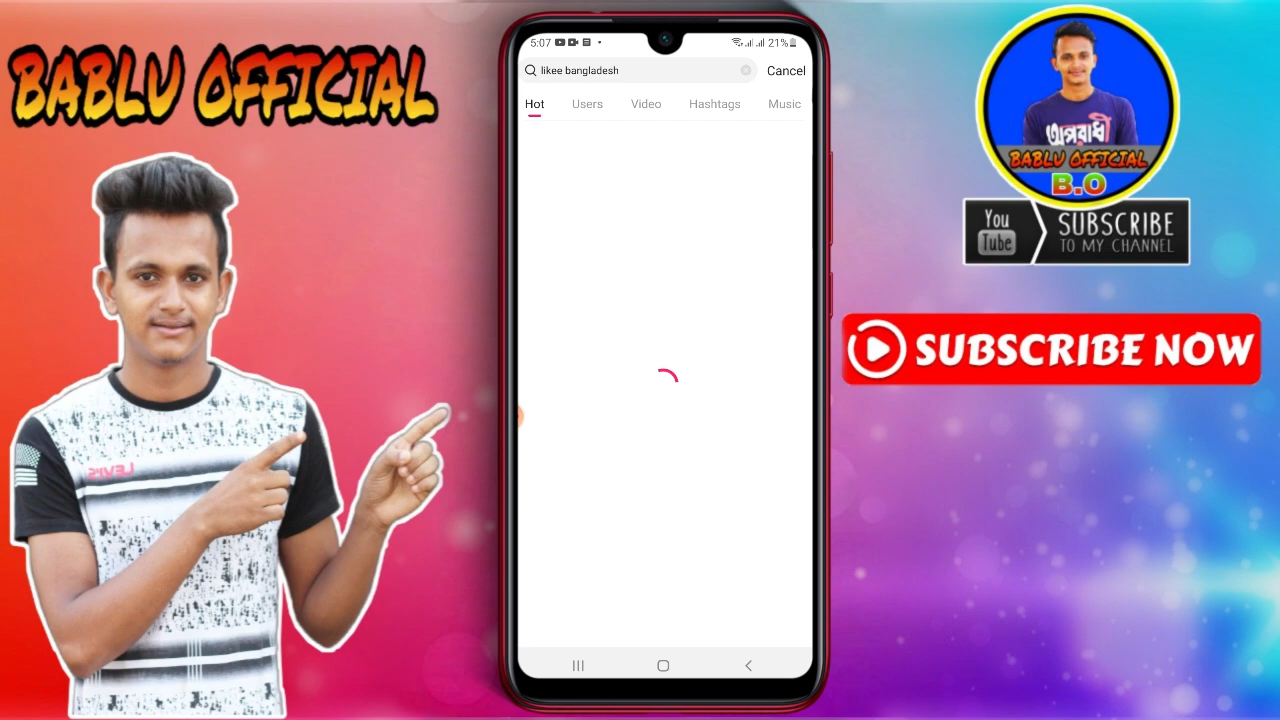 BABLU OFFICIAL
LEVI'S
5:07
21%
likee bangladesh
Cancel
Hot
Users
Video
Hashtags
Music
অপরাধী
BABLU OFFICIAL
B.O
You
Tube
SUBSCRIBE
TO MY CHANNEL
SUBSCRIBE NOW